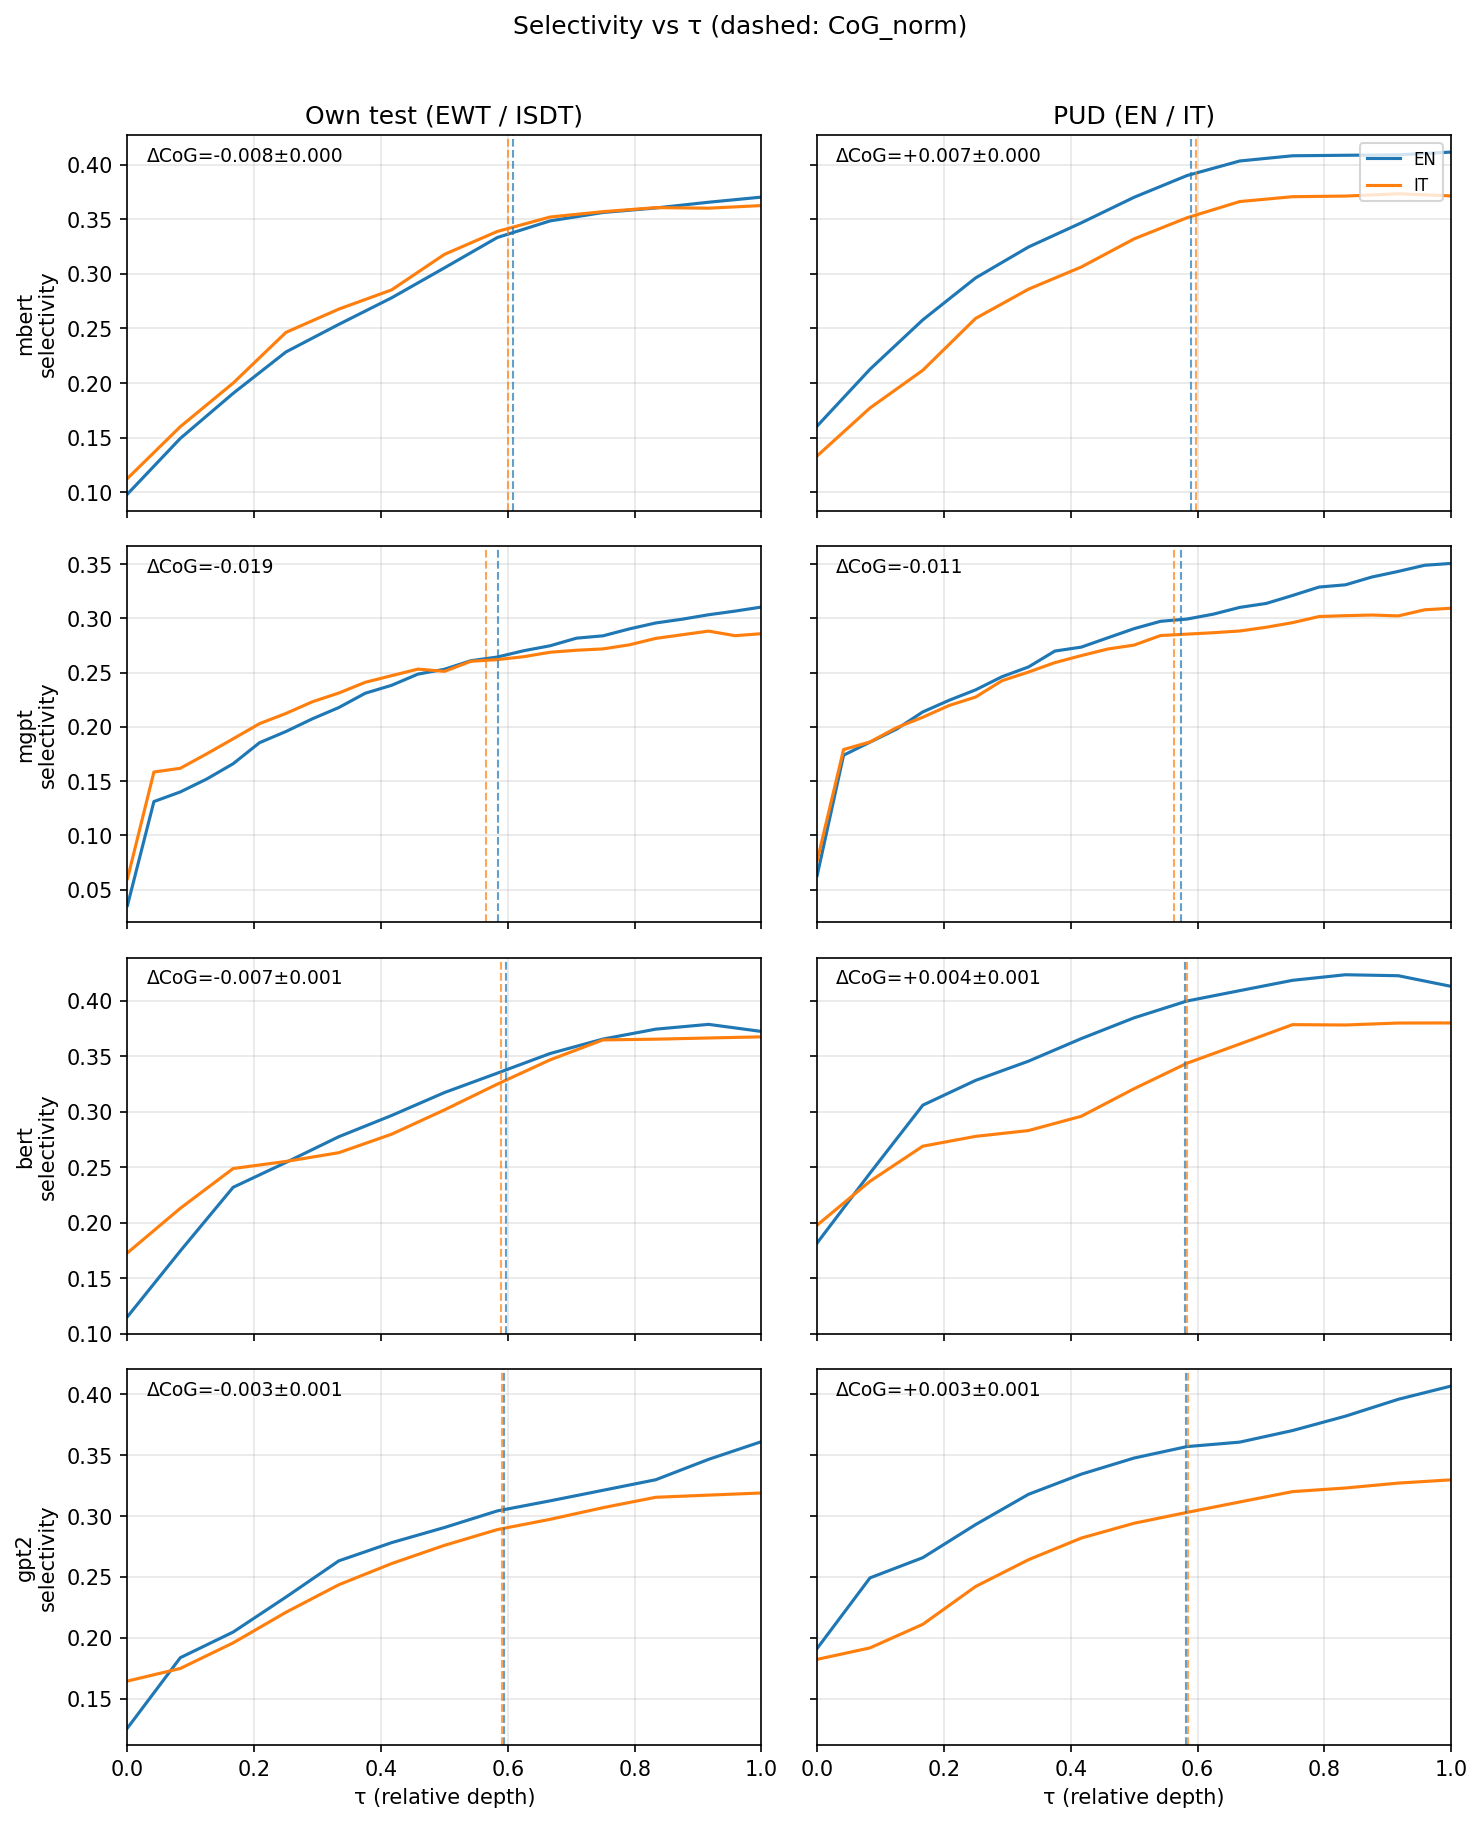 Selectivity vs τ (dashed: CoG_norm)
Own test (EWT / ISDT)
PUD (EN / IT)
mbert
selectivity
0.40
0.35
0.30
0.25
0.20
0.15
0.10
ΔCoG=-0.008±0.000
ΔCoG=+0.007±0.000
EN
IT
mgpt
selectivity
0.35
0.30
0.25
0.20
0.15
0.10
0.05
ΔCoG=-0.019
ΔCoG=-0.011
bert
selectivity
0.40
0.35
0.30
0.25
0.20
0.15
0.10
ΔCoG=-0.007±0.001
ΔCoG=+0.004±0.001
gpt2
selectivity
0.40
0.35
0.30
0.25
0.20
0.15
ΔCoG=-0.003±0.001
ΔCoG=+0.003±0.001
0.0 0.2 0.4 0.6 0.8 1.0
τ (relative depth)
0.0 0.2 0.4 0.6 0.8 1.0
τ (relative depth)